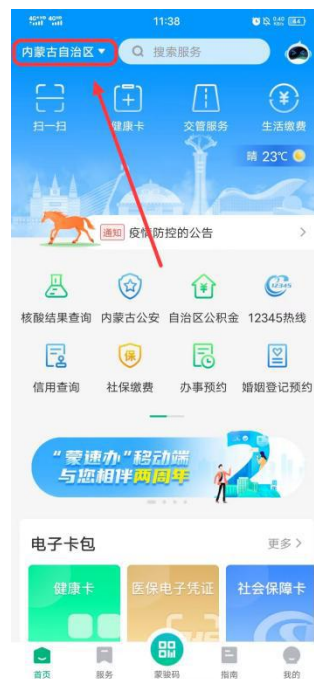 11:38
内蒙古自治区▼ 搜索服务
扫一扫 健康卡 交管服务 生活缴费
晴 23℃
通知 疫情防控的公告 >
核酸结果查询 内蒙古公安 自治区公积金 12345热线
信用查询 社保缴费 办事预约 婚姻登记预约
“蒙速办”移动端
与您相伴两周年
电子卡包 更多 >
健康卡 医保电子凭证 社会保障卡
首页 服务 蒙骏码 指南 我的